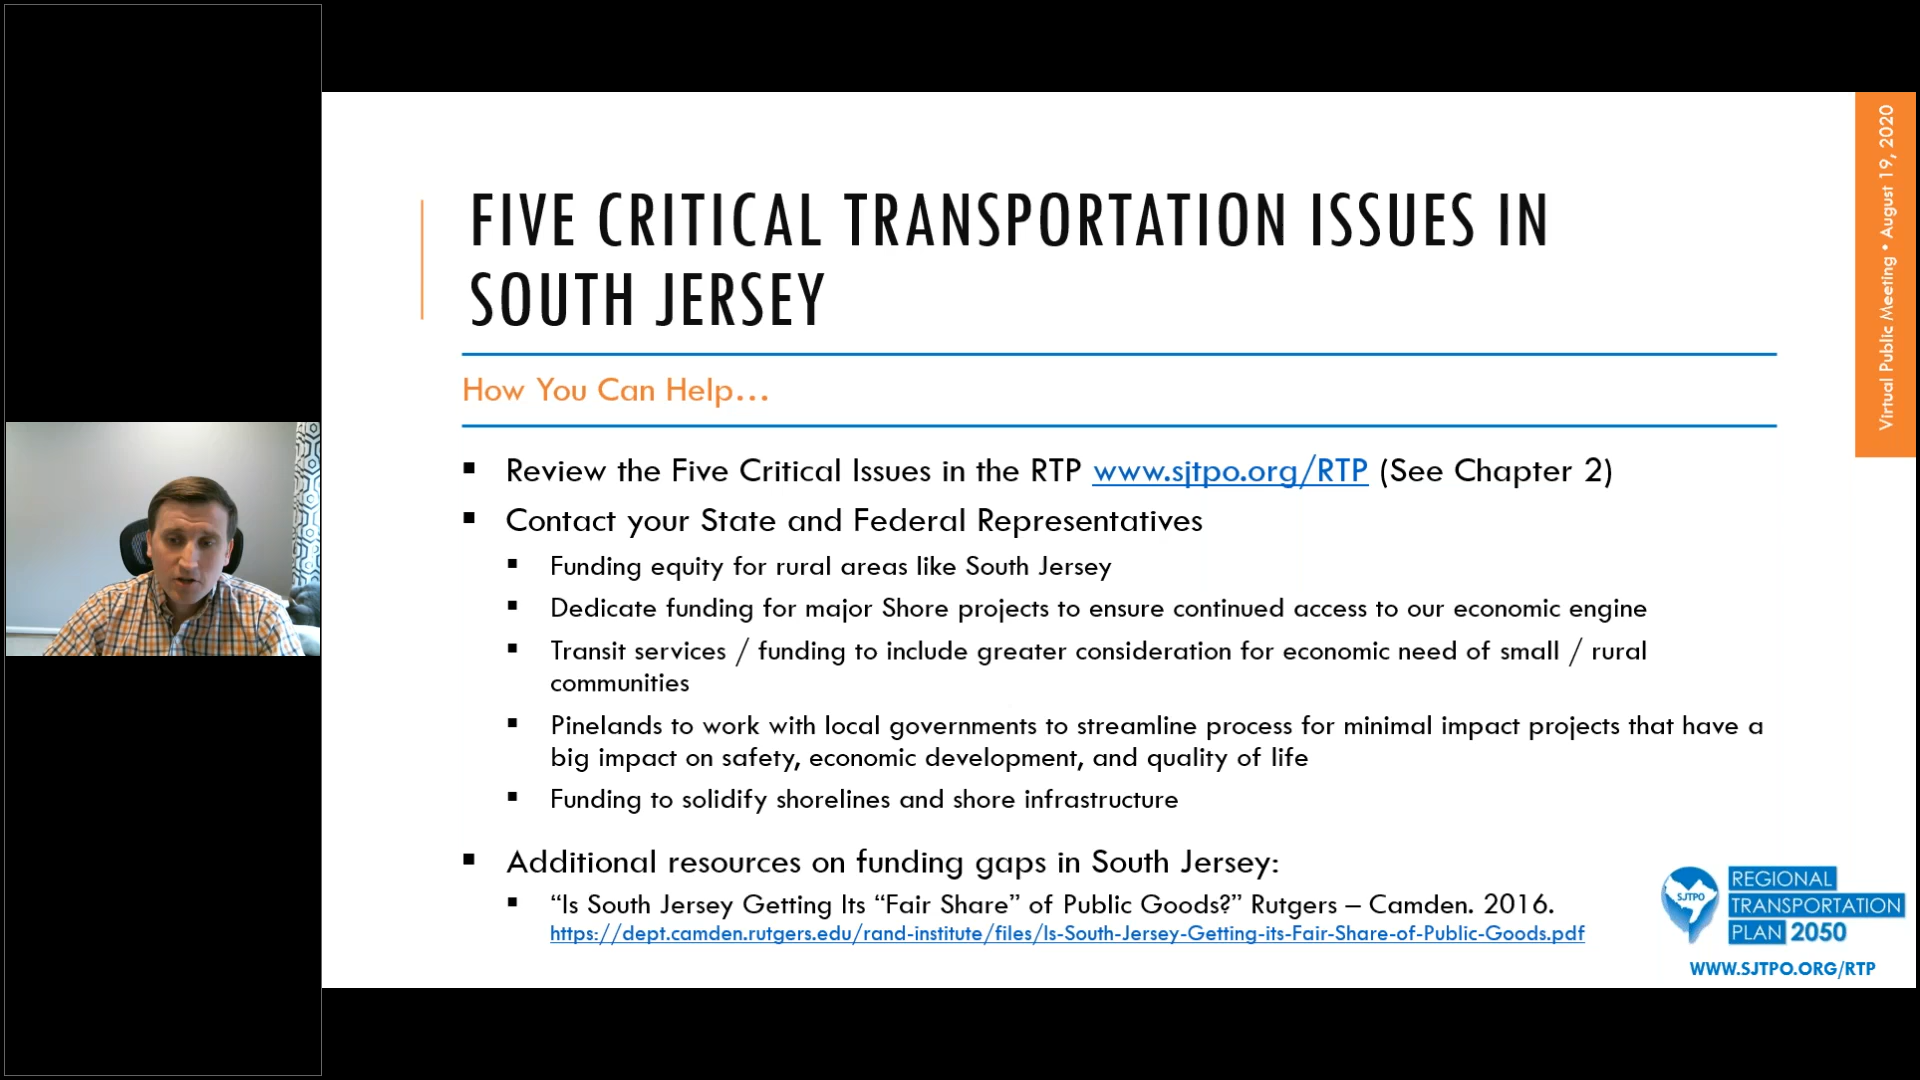 FIVE CRITICAL TRANSPORTATION ISSUES IN
SOUTH JERSEY
How You Can Help…
▪ Review the Five Critical Issues in the RTP www.sjtpo.org/RTP (See Chapter 2)
▪ Contact your State and Federal Representatives
▪ Funding equity for rural areas like South Jersey
▪ Dedicate funding for major Shore projects to ensure continued access to our economic engine
▪ Transit services / funding to include greater consideration for economic need of small / rural
communities
▪ Pinelands to work with local governments to streamline process for minimal impact projects that have a
big impact on safety, economic development, and quality of life
▪ Funding to solidify shorelines and shore infrastructure
▪ Additional resources on funding gaps in South Jersey:
▪ “Is South Jersey Getting Its “Fair Share” of Public Goods?” Rutgers – Camden. 2016.
https://dept.camden.rutgers.edu/rand-institute/files/Is-South-Jersey-Getting-its-Fair-Share-of-Public-Goods.pdf
Virtual Public Meeting • August 19, 2020
SJTPO
REGIONAL
TRANSPORTATION
PLAN 2050
WWW.SJTPO.ORG/RTP